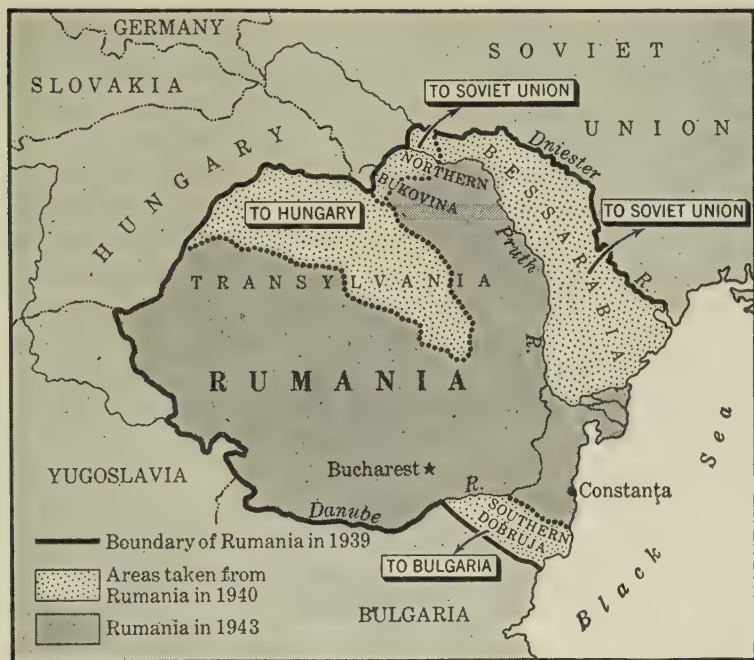 GERMANY
SOVIET
SLOVAKIA
TO SOVIET UNION
UNION
HUNGARY
Dniester
R.
NORTHERN
BUKOVINA
BESSARABIA
TO HUNGARY
TO SOVIET UNION
Pruth
R.
TRANSYLVANIA
RUMANIA
YUGOSLAVIA
Bucharest
R.
Constanţa
Danube
SOUTHERN
DOBRUJA
Black Sea
TO BULGARIA
BULGARIA
Boundary of Rumania in 1939
Areas taken from
Rumania in 1940
Rumania in 1943